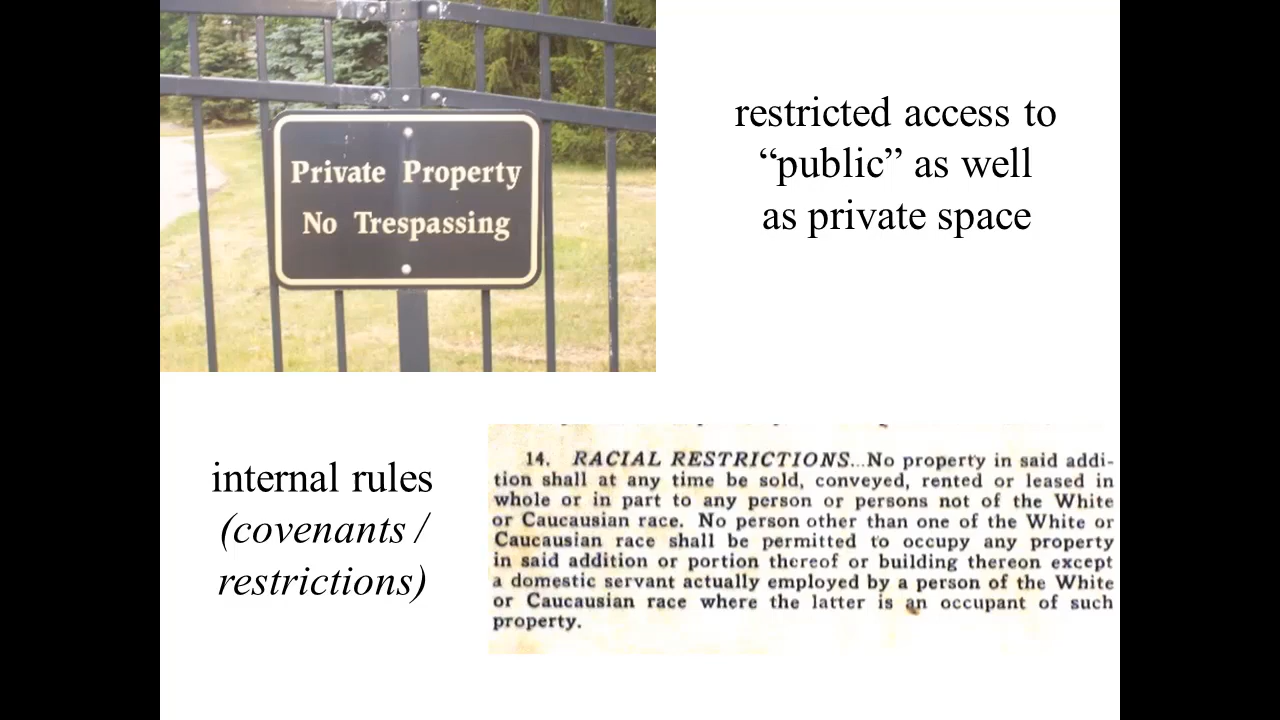 Private Property
No Trespassing
restricted access to
“public” as well
as private space
internal rules
(covenants /
restrictions)
14. RACIAL RESTRICTIONS...No property in said addi-
tion shall at any time be sold, conveyed, rented or leased in
whole or in part to any person or persons not of the White
or Caucausian race. No person other than one of the White or
Caucausian race shall be permitted to occupy any property
in said addition or portion thereof or building thereon except
a domestic servant actually employed by a person of the White
or Caucausian race where the latter is an occupant of such
property.